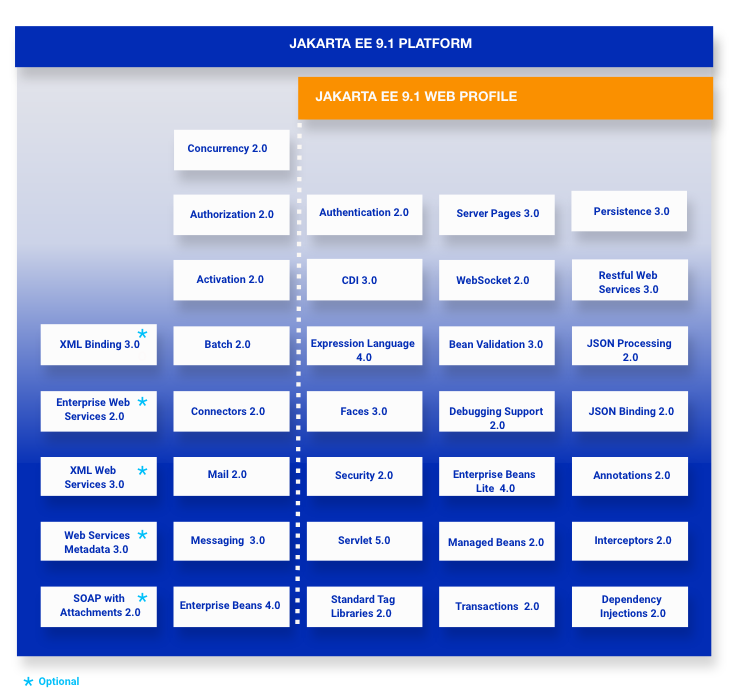 JAKARTA EE 9.1 PLATFORM
JAKARTA EE 9.1 WEB PROFILE
Concurrency 2.0
Authorization 2.0
Authentication 2.0
Server Pages 3.0
Persistence 3.0
Activation 2.0
CDI 3.0
WebSocket 2.0
Restful Web
Services 3.0
XML Binding 3.0 *
Batch 2.0
Expression Language
4.0
Bean Validation 3.0
JSON Processing
2.0
Enterprise Web *
Services 2.0
Connectors 2.0
Faces 3.0
Debugging Support
2.0
JSON Binding 2.0
XML Web *
Services 3.0
Mail 2.0
Security 2.0
Enterprise Beans
Lite 4.0
Annotations 2.0
Web Services *
Metadata 3.0
Messaging 3.0
Servlet 5.0
Managed Beans 2.0
Interceptors 2.0
SOAP with *
Attachments 2.0
Enterprise Beans 4.0
Standard Tag
Libraries 2.0
Transactions 2.0
Dependency
Injections 2.0
* Optional